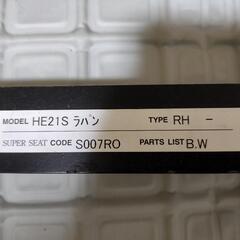 MODEL HE21S ﾗﾊﾟﾝ TYPE RH -
SUPER SEAT CODE S007RO PARTS LIST B.W